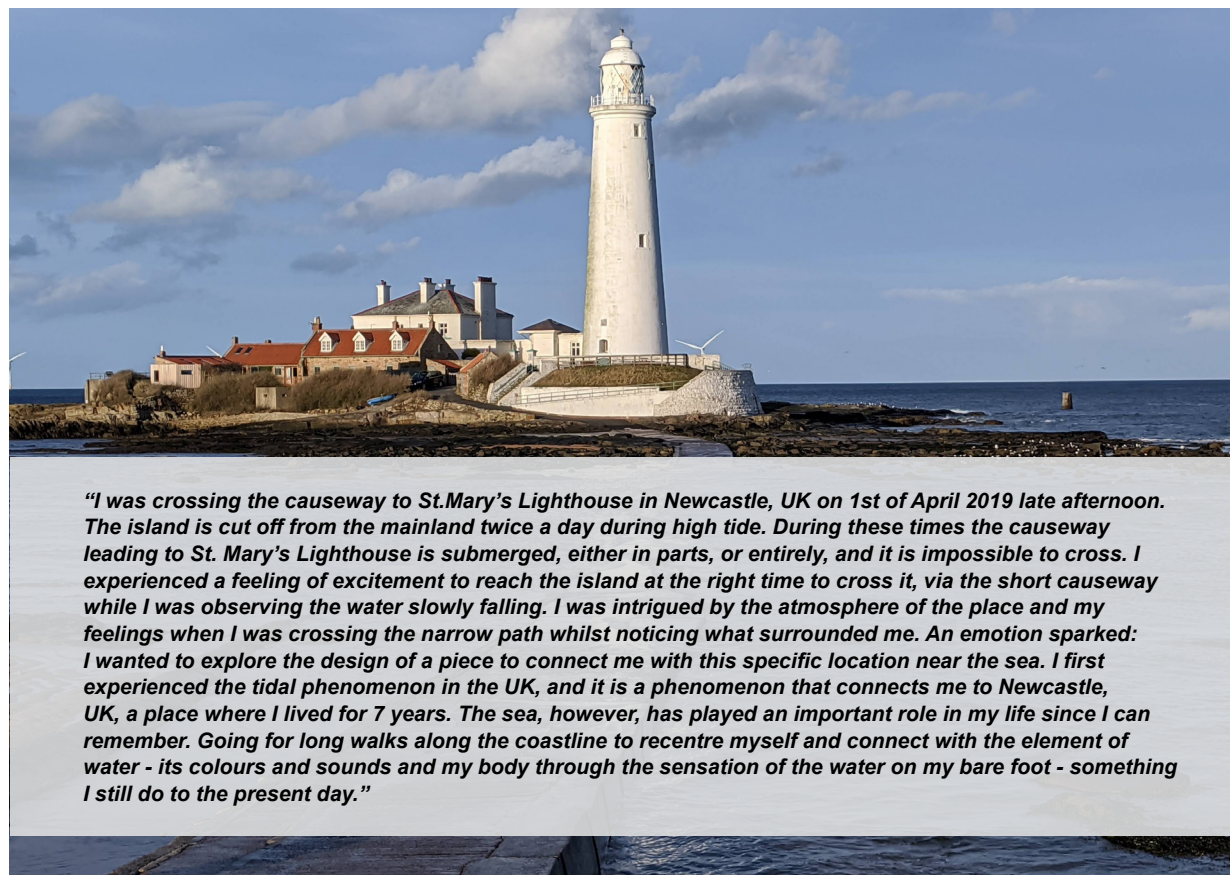 “I was crossing the causeway to St.Mary’s Lighthouse in Newcastle, UK on 1st of April 2019 late afternoon.
The island is cut off from the mainland twice a day during high tide. During these times the causeway
leading to St. Mary’s Lighthouse is submerged, either in parts, or entirely, and it is impossible to cross. I
experienced a feeling of excitement to reach the island at the right time to cross it, via the short causeway
while I was observing the water slowly falling. I was intrigued by the atmosphere of the place and my
feelings when I was crossing the narrow path whilst noticing what surrounded me. An emotion sparked:
I wanted to explore the design of a piece to connect me with this specific location near the sea. I first
experienced the tidal phenomenon in the UK, and it is a phenomenon that connects me to Newcastle,
UK, a place where I lived for 7 years. The sea, however, has played an important role in my life since I can
remember. Going for long walks along the coastline to recentre myself and connect with the element of
water - its colours and sounds and my body through the sensation of the water on my bare foot - something
I still do to the present day.”